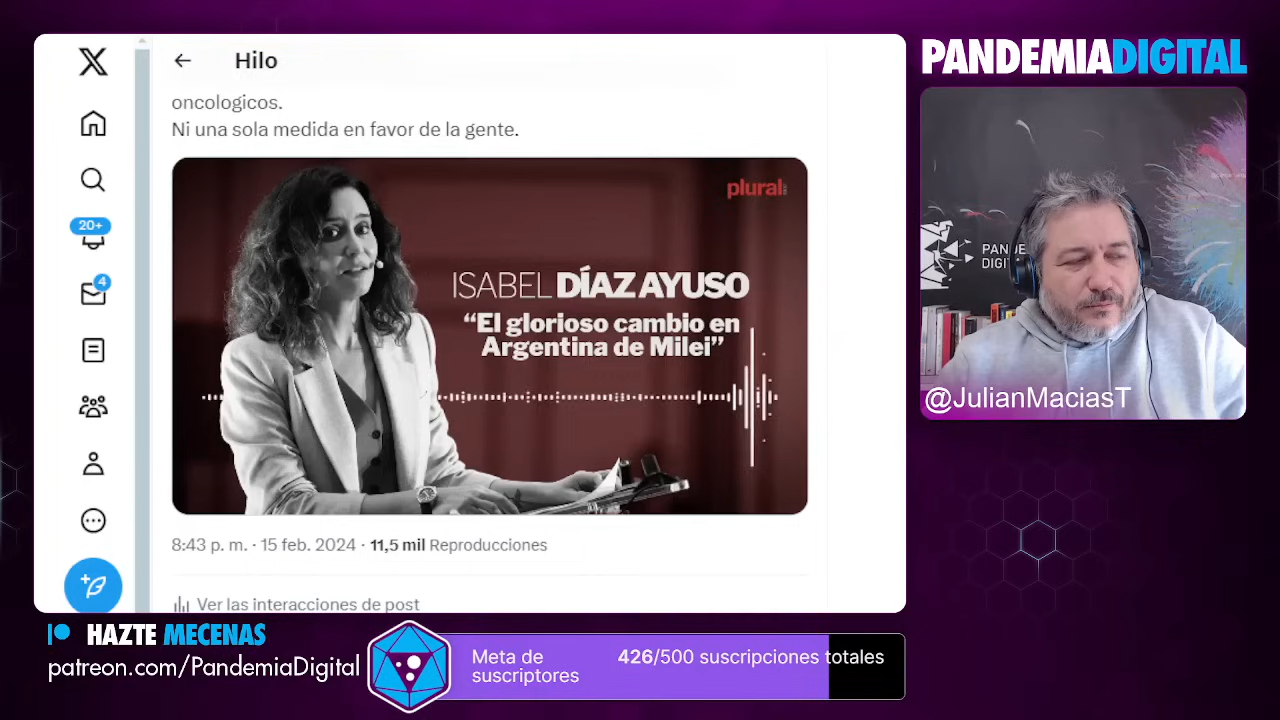 Hilo
oncologicos.
Ni una sola medida en favor de la gente.
20+
4
plural
ISABEL DÍAZ AYUSO
“El glorioso cambio en
Argentina de Milei”
8:43 p. m. · 15 feb. 2024 · 11,5 mil Reproducciones
Ver las interacciones de post
PANDEMIADIGITAL
@JulianMaciasT
HAZTE MECENAS
patreon.com/PandemiaDigital
Meta de
suscriptores
426/500 suscripciones totales